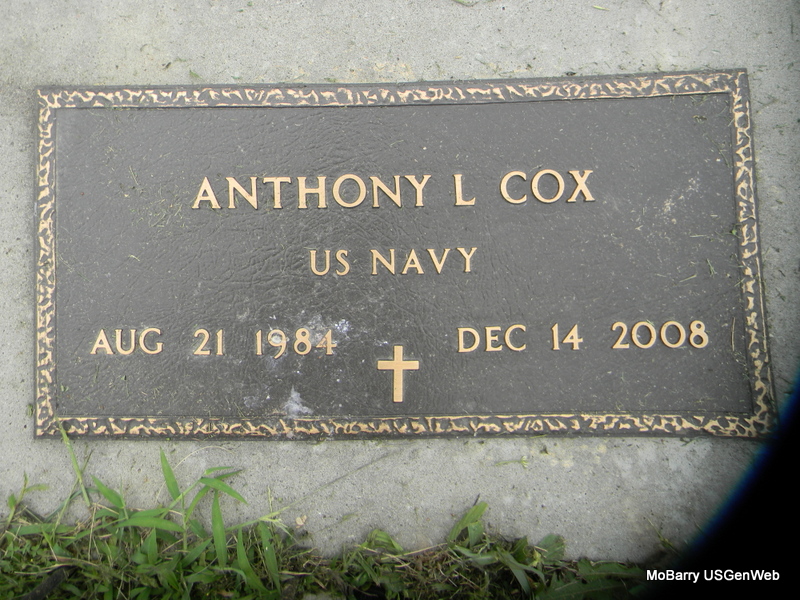 ANTHONY L COX
US NAVY
AUG 21 1984 DEC 14 2008
MoBarry USGenWeb